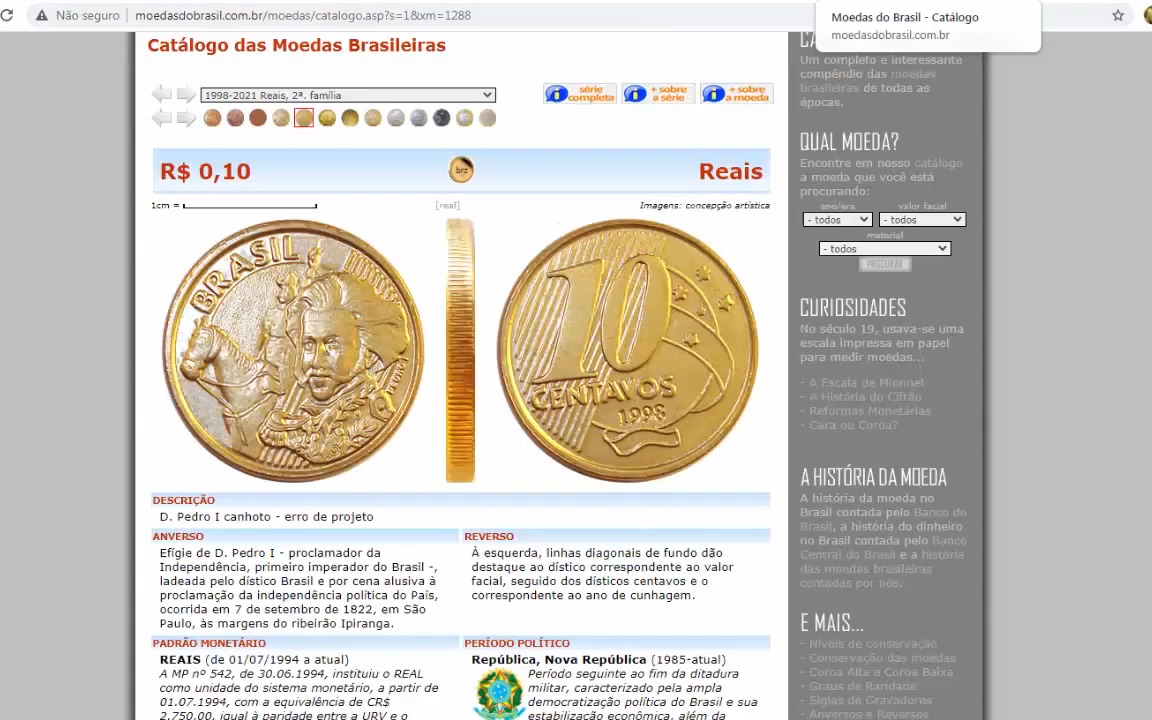 Não seguro
moedasdobrasil.com.br/moedas/catalogo.asp?s=1&xm=1288
Moedas do Brasil - Catálogo
moedasdobrasil.com.br
Catálogo das Moedas Brasileiras
1998-2021 Reais, 2ª. família
série completa
+ sobre a série
+ sobre a moeda
R$ 0,10
brz
Reais
1cm =
[real]
Imagens: concepção artística
BRASIL
10
CENTAVOS
1998
DESCRIÇÃO
D. Pedro I canhoto - erro de projeto
ANVERSO
Efígie de D. Pedro I - proclamador da
Independência, primeiro imperador do Brasil -,
ladeada pelo dístico Brasil e por cena alusiva à
proclamação da independência política do País,
ocorrida em 7 de setembro de 1822, em São
Paulo, às margens do ribeirão Ipiranga.
REVERSO
À esquerda, linhas diagonais de fundo dão
destaque ao dístico correspondente ao valor
facial, seguido dos dísticos centavos e o
correspondente ao ano de cunhagem.
PADRÃO MONETÁRIO
REAIS (de 01/07/1994 a atual)
A MP nº 542, de 30.06.1994, instituiu o REAL
como unidade do sistema monetário, a partir de
01.07.1994, com a equivalência de CR$
2.750,00, igual à paridade entre a URV e o
PERÍODO POLÍTICO
República, Nova República (1985-atual)
Período seguinte ao fim da ditadura
militar, caracterizado pela ampla
democratização política do Brasil e sua
estabilização econômica, além da
Um completo e interessante
compêndio das moedas
brasileiras de todas as
épocas.
QUAL MOEDA?
Encontre em nosso catálogo
a moeda que você está
procurando:
ano/era
valor facial
- todos
- todos
material
- todos
PROCURAR
CURIOSIDADES
No século 19, usava-se uma
escala impressa em papel
para medir moedas...
- A Escala de Mionnet
- A História do Cifrão
- Reformas Monetárias
- Cara ou Coroa?
A HISTÓRIA DA MOEDA
A história da moeda no
Brasil contada pelo Banco do
Brasil, a história do dinheiro
no Brasil contada pelo Banco
Central do Brasil e a história
das moedas brasileiras
contadas por nós.
E MAIS...
- Níveis de conservação
- Conservação das moedas
- Coroa Alta e Coroa Baixa
- Graus de Raridade
- Siglas de Gravadores
- Anversos e Reversos